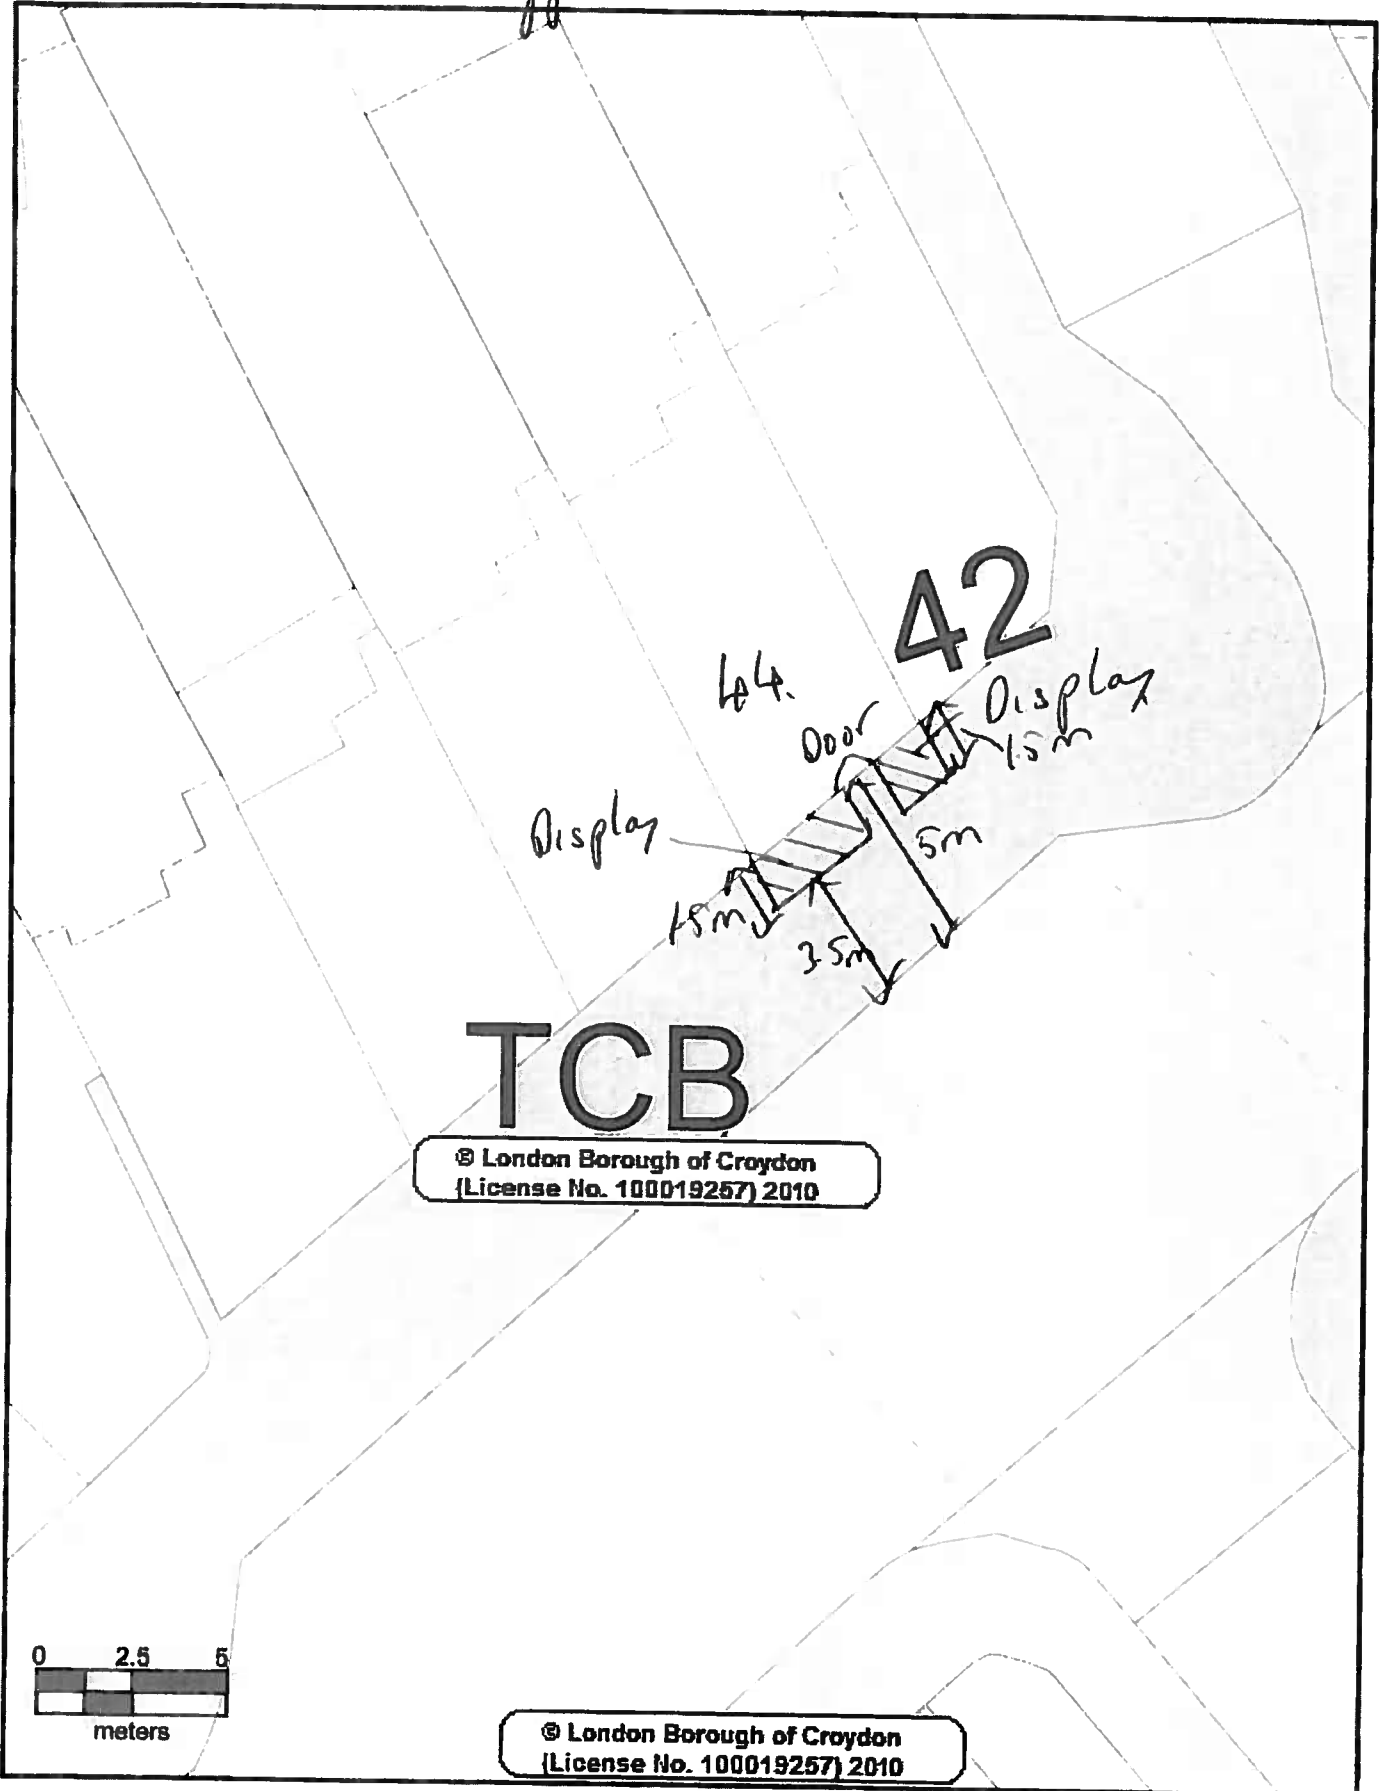 42
44.
Display
Door
1.5m
Display
5m
1.5m
3.5m
TCB
© London Borough of Croydon
(License No. 100019257) 2010
0 2.5 5
meters
© London Borough of Croydon
(License No. 100019257) 2010